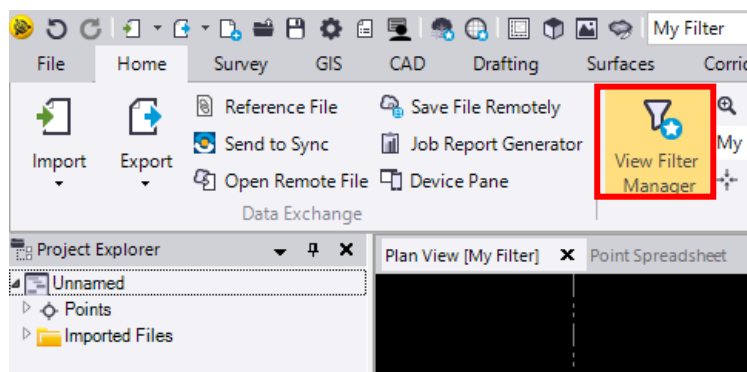 My Filter
File Home Survey GIS CAD Drafting Surfaces Corric
Reference File Save File Remotely
Import Export Send to Sync Job Report Generator View Filter Manager My
Open Remote File Device Pane
Data Exchange
Project Explorer Plan View [My Filter] Point Spreadsheet
Unnamed
Points
Imported Files